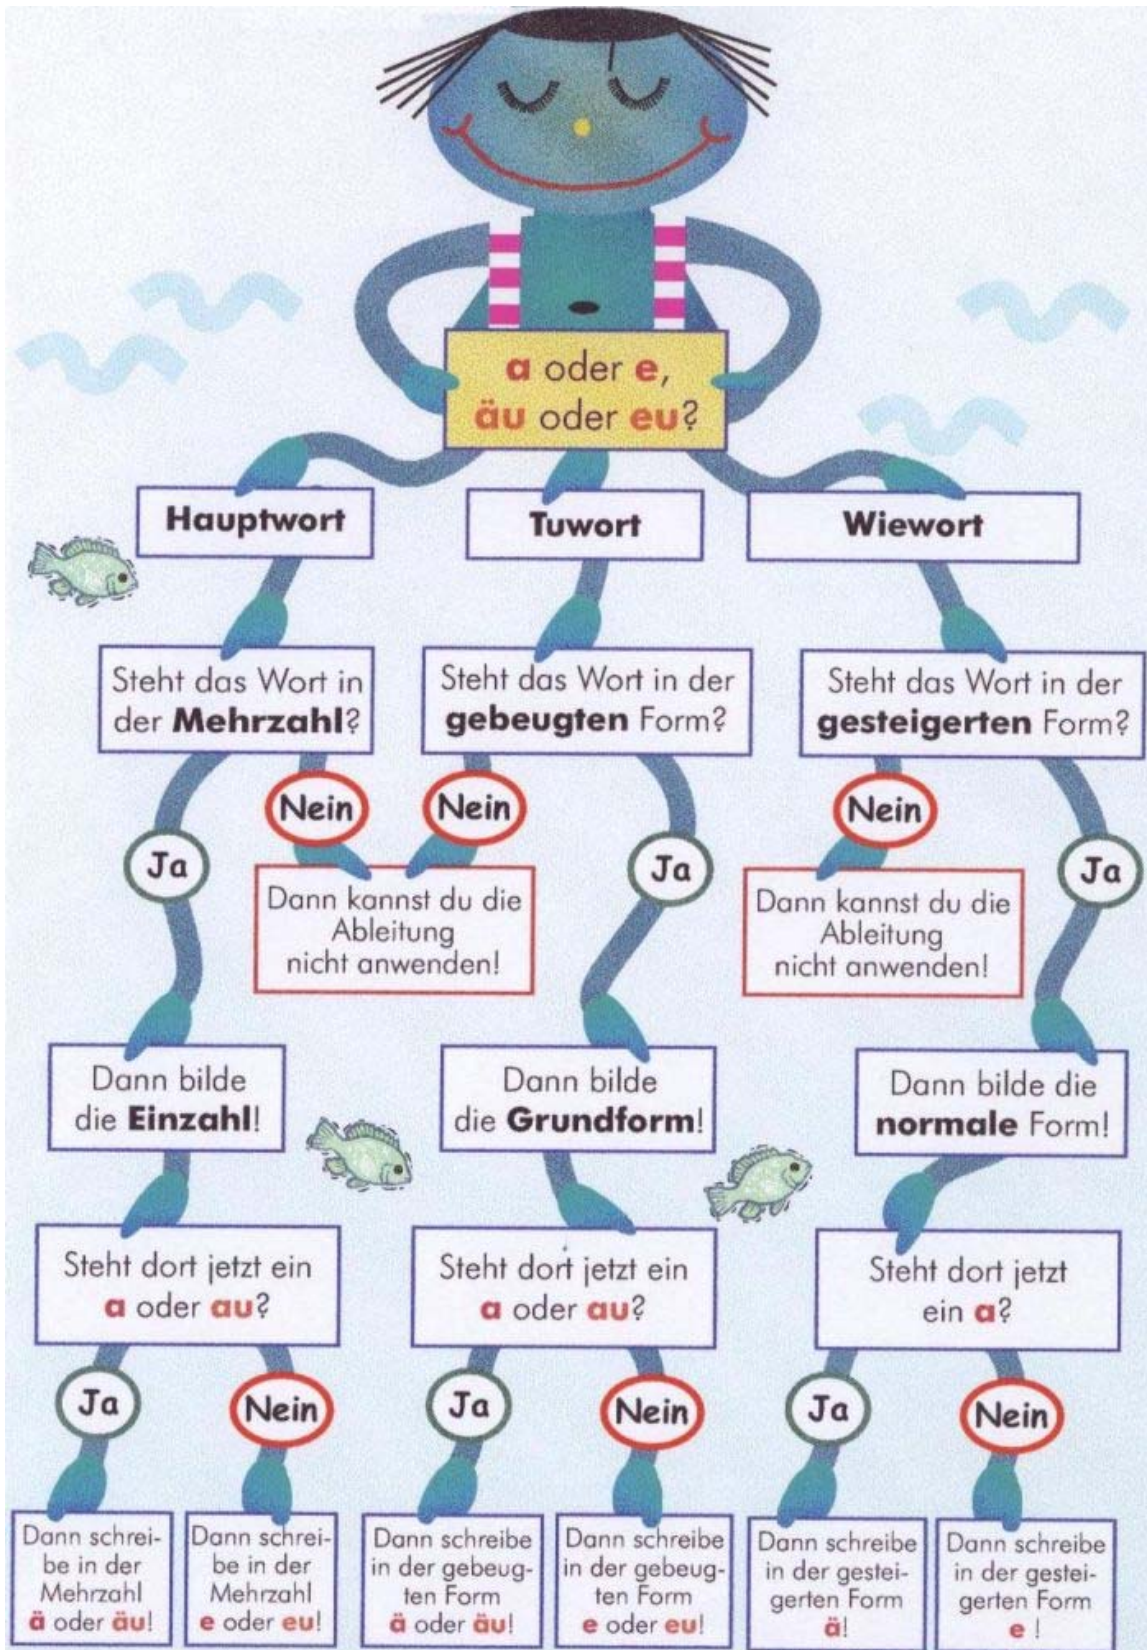 a oder e,
äu oder eu?
Hauptwort
Tuwort
Wiewort
Steht das Wort in
der Mehrzahl?
Steht das Wort in der
gebeugten Form?
Steht das Wort in der
gesteigerten Form?
Nein
Nein
Nein
Ja
Ja
Ja
Dann kannst du die
Ableitung
nicht anwenden!
Dann kannst du die
Ableitung
nicht anwenden!
Dann bilde
die Einzahl!
Dann bilde
die Grundform!
Dann bilde die
normale Form!
Steht dort jetzt ein
a oder au?
Steht dort jetzt ein
a oder au?
Steht dort jetzt
ein a?
Ja
Nein
Ja
Nein
Ja
Nein
Dann schrei-
be in der
Mehrzahl
ä oder äu!
Dann schrei-
be in der
Mehrzahl
e oder eu!
Dann schreibe
in der gebeug-
ten Form
ä oder äu!
Dann schreibe
in der gebeug-
ten Form
e oder eu!
Dann schreibe
in der gestei-
gerten Form
ä!
Dann schreibe
in der gestei-
gerten Form
e !